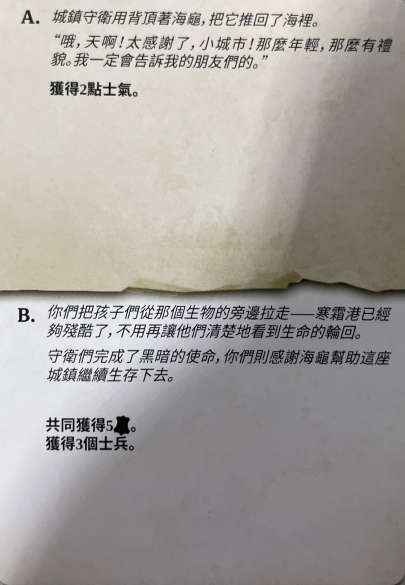 A. 城鎮守衛用背頂著海龜,把它推回了海裡。
“哦,天啊!太感謝了,小城市!那麼年輕,那麼有禮
貌。我一定會告訴我的朋友們的。”
獲得2點士氣。
B. 你們把孩子們從那個生物的旁邊拉走——寒霜港已經
夠殘酷了,不用再讓他們清楚地看到生命的輪回。
守衛們完成了黑暗的使命,你們則感謝海龜幫助這座
城鎮繼續生存下去。
共同獲得5。
獲得3個士兵。